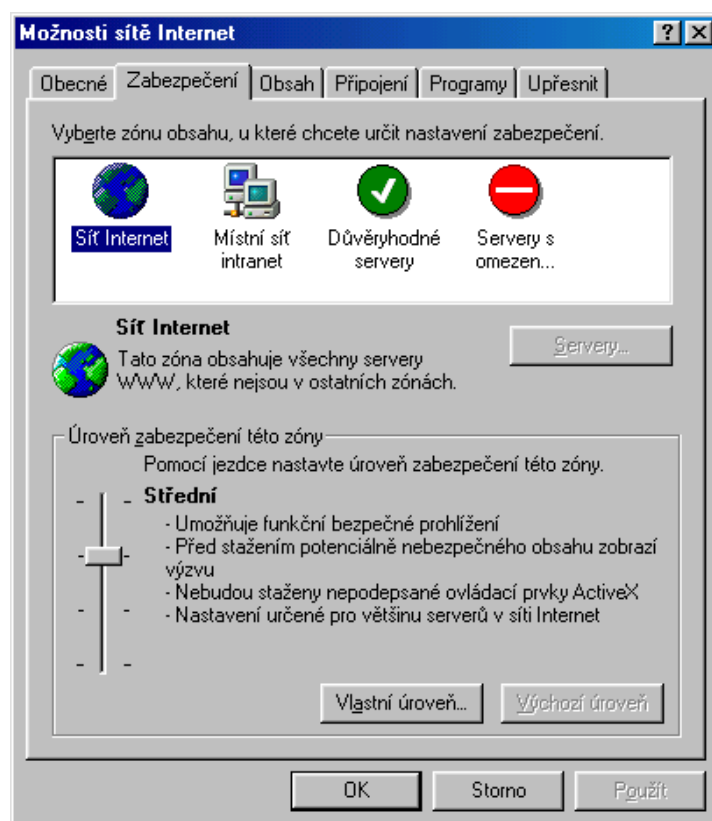 Možnosti sítě Internet
Obecné Zabezpečení Obsah Připojení Programy Upřesnit
Vyberte zónu obsahu, u které chcete určit nastavení zabezpečení.
Síť Internet
Místní síť
intranet
Důvěryhodné
servery
Servery s
omezen...
Síť Internet
Tato zóna obsahuje všechny servery
WWW, které nejsou v ostatních zónách.
Servery...
Úroveň zabezpečení této zóny
Pomocí jezdce nastavte úroveň zabezpečení této zóny.
Střední
- Umožňuje funkční bezpečné prohlížení
- Před stažením potenciálně nebezpečného obsahu zobrazí
výzvu
- Nebudou staženy nepodepsané ovládací prvky ActiveX
- Nastavení určené pro většinu serverů v síti Internet
Vlastní úroveň... Výchozí úroveň
OK Storno Použít